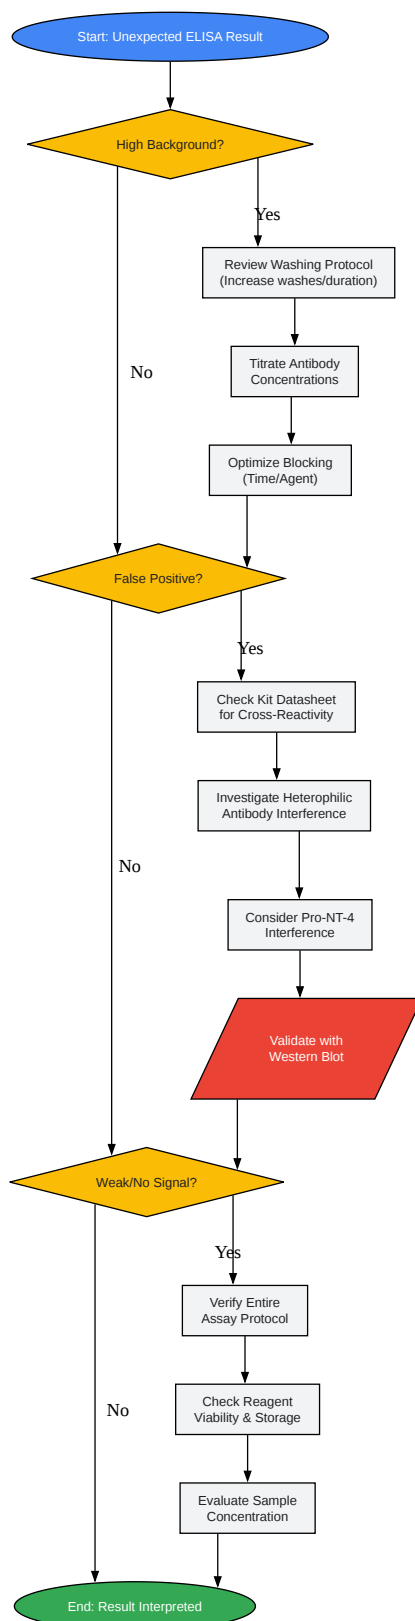 Start: Unexpected ELISA Result
High Background?
Yes
Review Washing Protocol
(Increase washes/duration)
Titrate Antibody
Concentrations
No
Optimize Blocking
(Time/Agent)
False Positive?
Yes
Check Kit Datasheet
for Cross-Reactivity
Investigate Heterophilic
Antibody Interference
No
Consider Pro-NT-4
Interference
Validate with
Western Blot
Weak/No Signal?
Yes
Verify Entire
Assay Protocol
Check Reagent
Viability & Storage
No
Evaluate Sample
Concentration
End: Result Interpreted